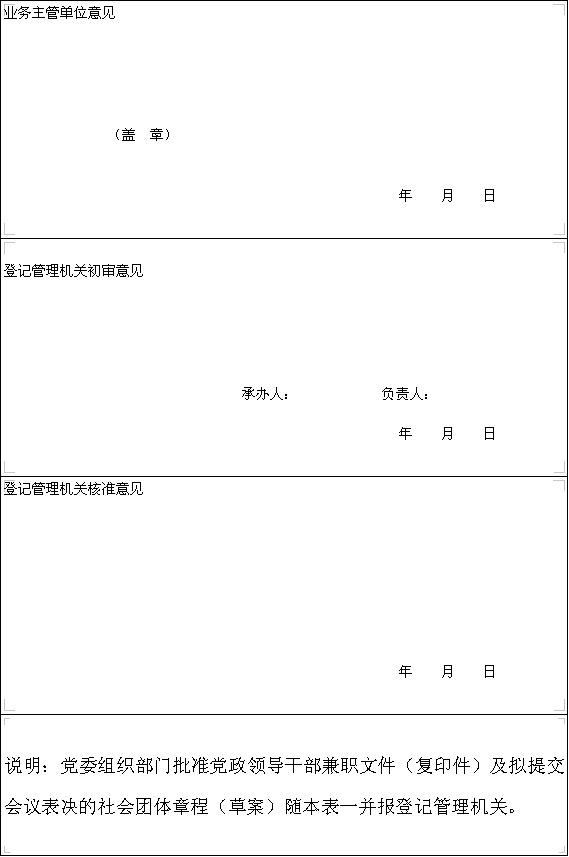 业务主管单位意见
（盖　章）
年　　月　　日
登记管理机关初审意见
承办人：　　　　　　负责人：
年　　月　　日
登记管理机关核准意见
年　　月　　日
说明：党委组织部门批准党政领导干部兼职文件（复印件）及拟提交
会议表决的社会团体章程（草案）随本表一并报登记管理机关。